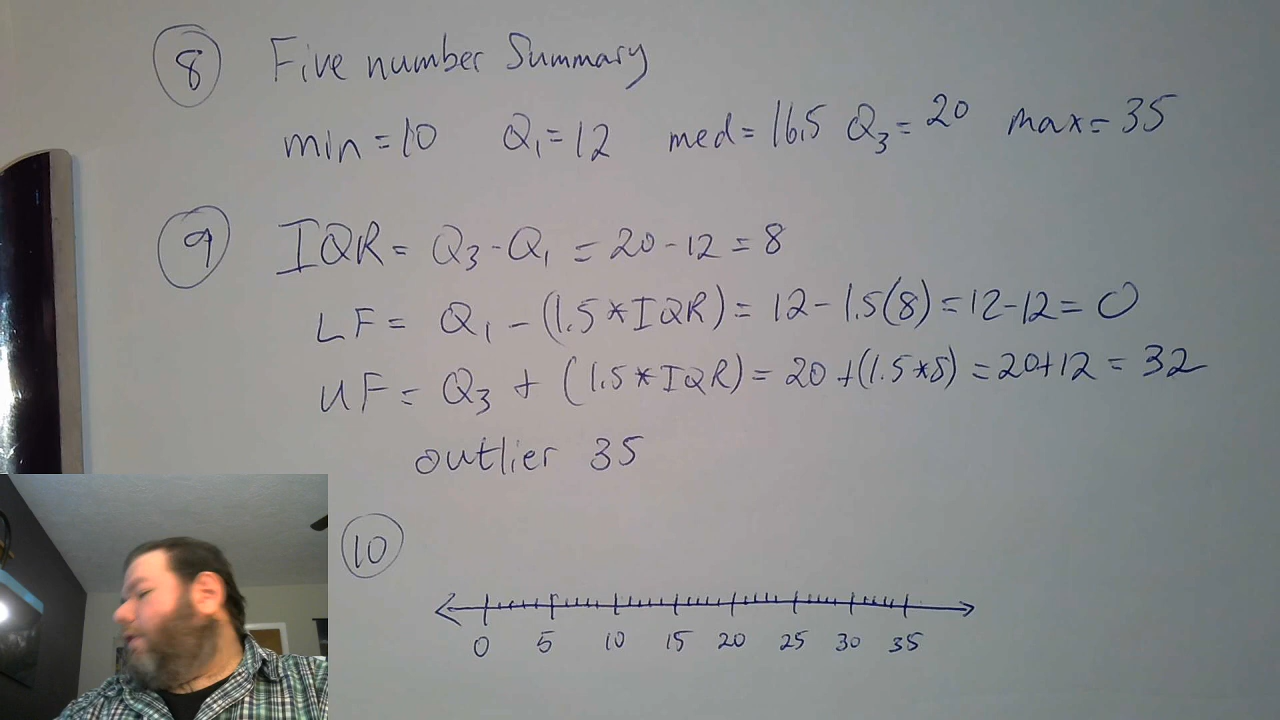 8 Five number Summary
min = 10 Q₁ = 12 med = 16.5 Q₃ = 20 max = 35
9 IQR = Q₃ - Q₁ = 20 - 12 = 8
LF = Q₁ - (1.5 * IQR) = 12 - 1.5(8) = 12 - 12 = 0
UF = Q₃ + (1.5 * IQR) = 20 + (1.5 * 8) = 20 + 12 = 32
outlier 35
10
0 5 10 15 20 25 30 35